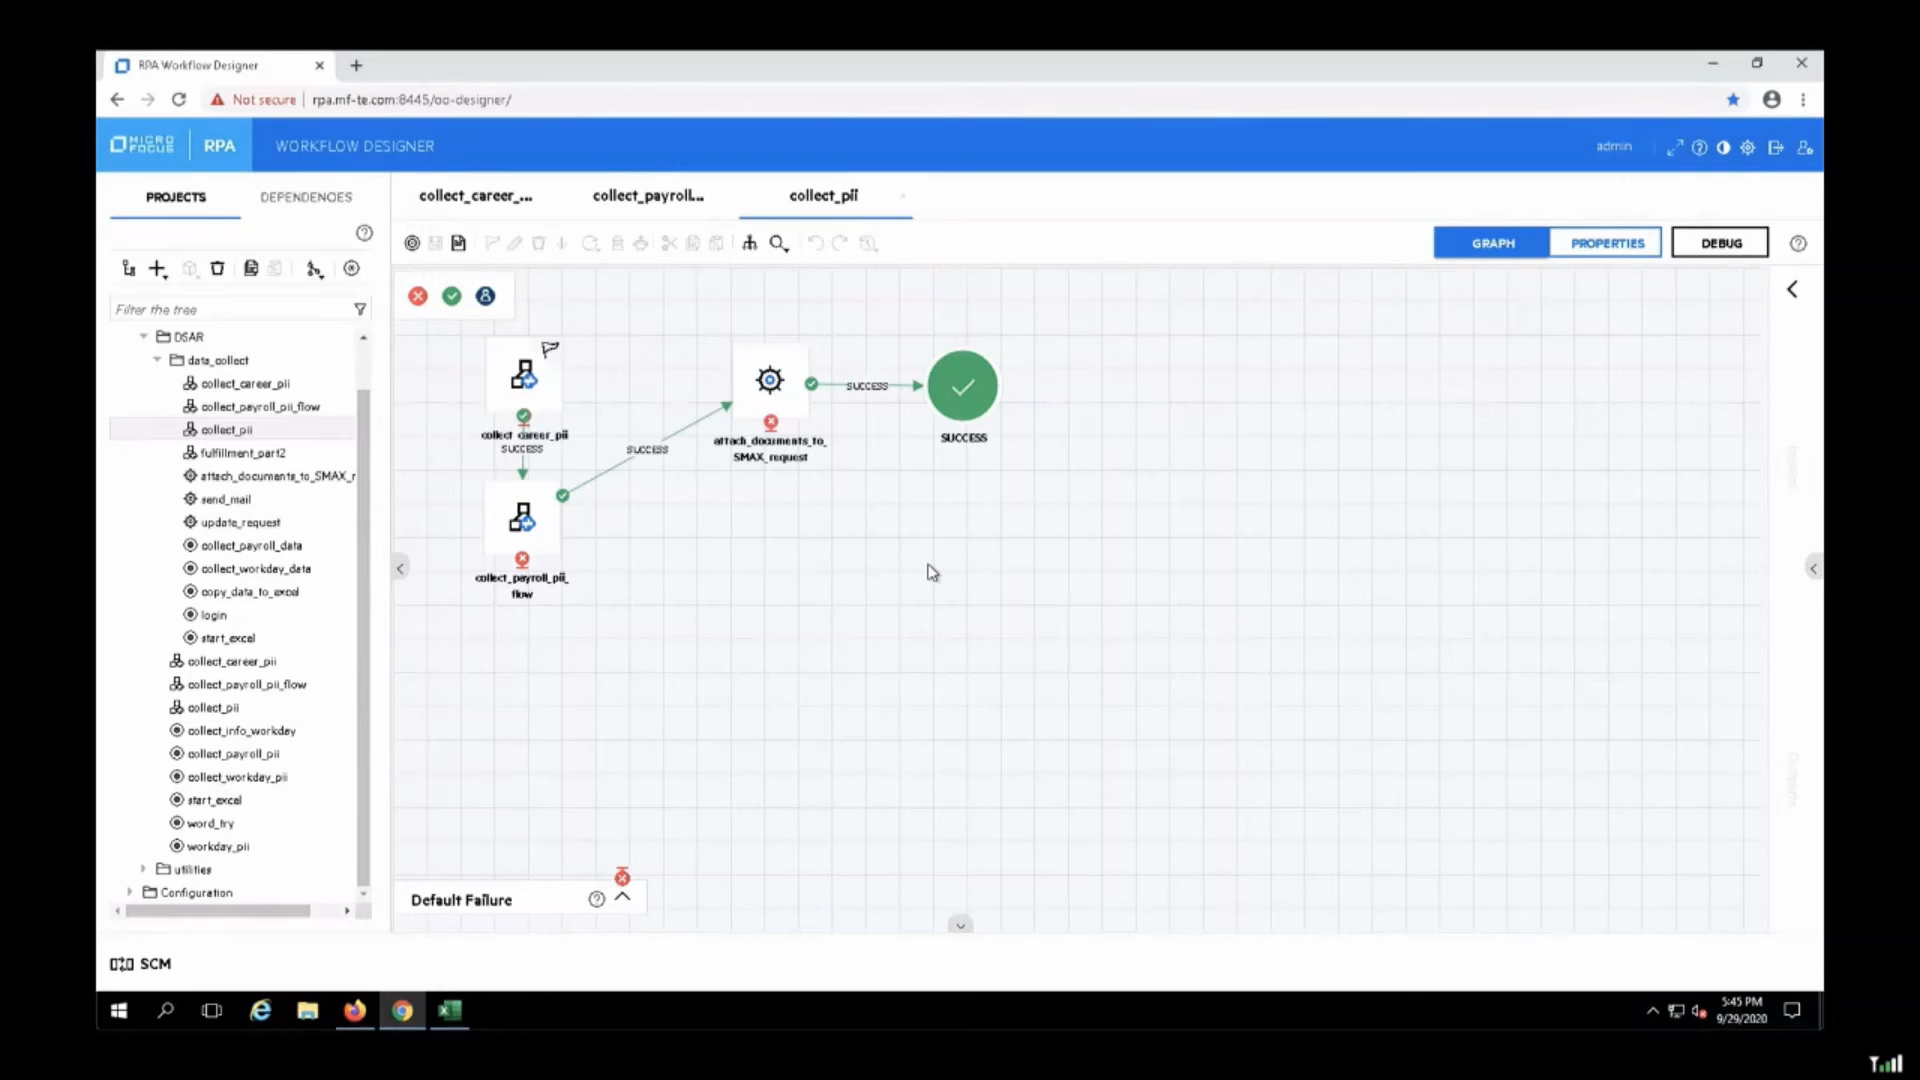 RPA Workflow Designer
Not secure
rpa.mf-te.com:8445/oo-designer/
MICRO FOCUS
RPA
WORKFLOW DESIGNER
admin
PROJECTS
DEPENDENCIES
collect_career_...
collect_payroll...
collect_pii
GRAPH
PROPERTIES
DEBUG
Filter the tree
DSAR
data_collect
collect_career_pii
collect_payroll_pii_flow
collect_pii
fulfillment_part2
attach_documents_to_SMAX_r
send_mail
update_request
collect_payroll_data
collect_workday_data
copy_data_to_excel
login
start_excel
collect_career_pii
collect_payroll_pii_flow
collect_pii
collect_info_workday
collect_payroll_pii
collect_workday_pii
start_excel
word_try
workday_pii
utilities
Configuration
collect_career_pii
SUCCESS
collect_payroll_pii_
flow
SUCCESS
attach_documents_to_
SMAX_request
SUCCESS
SUCCESS
Default Failure
SCM
5:45 PM
9/29/2020